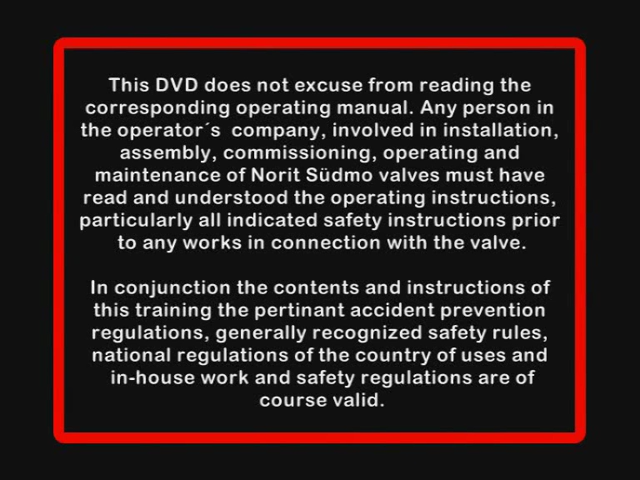 This DVD does not excuse from reading the
corresponding operating manual. Any person in
the operator´s  company, involved in installation,
assembly, commissioning, operating and
maintenance of Norit Südmo valves must have
read and understood the operating instructions,
particularly all indicated safety instructions prior
to any works in connection with the valve.
In conjunction the contents and instructions of
this training the pertinant accident prevention
regulations, generally recognized safety rules,
national regulations of the country of uses and
in-house work and safety regulations are of
course valid.